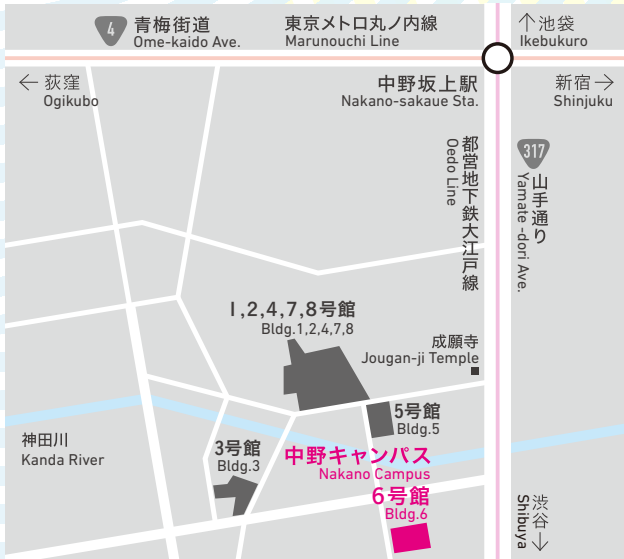 4
青梅街道
Ome-kaido Ave.
東京メトロ丸ノ内線
Marunouchi Line
↑池袋
Ikebukuro
← 荻窪
Ogikubo
中野坂上駅
Nakano-sakaue Sta.
新宿→
Shinjuku
都営地下鉄大江戸線
Oedo Line
317
山手通り
Yamate -dori Ave.
1,2,4,7,8号館
Bldg.1,2,4,7,8
成願寺
Jougan-ji Temple
5号館
Bldg.5
神田川
Kanda River
3号館
Bldg.3
中野キャンパス
Nakano Campus
6号館
Bldg.6
渋谷→
Shibuya